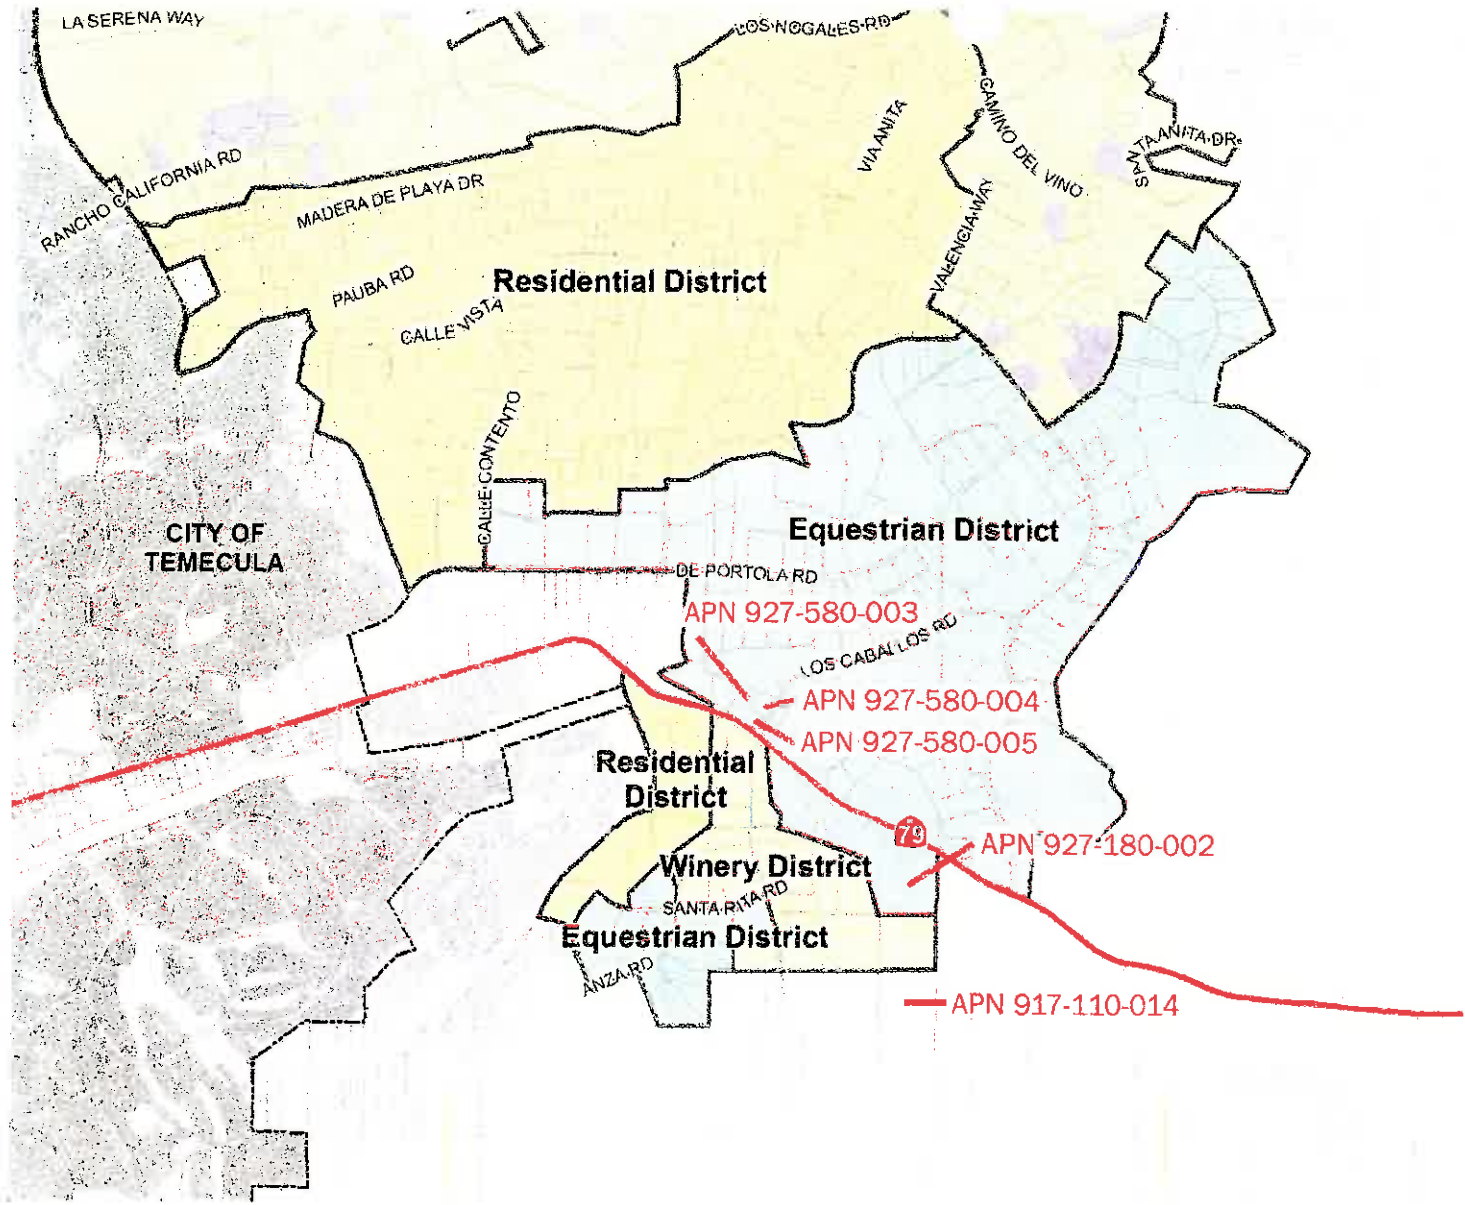 LA SERENA WAY
LOS NOGALES RD
CAMINO DEL VINO
VIA ANITA
SANTA ANITA DR
RANCHO CALIFORNIA RD
MADERA DE PLAYA DR
VALENCIA WAY
PAUBA RD
Residential District
CALLE VISTA
CALLE CONTENTO
CITY OF
TEMECULA
Equestrian District
DE PORTOLA RD
APN 927-580-003
LOS CABALLOS RD
APN 927-580-004
APN 927-580-005
Residential
District
79
APN 927-180-002
Winery District
SANTA RITA RD
Equestrian District
ANZA RD
APN 917-110-014